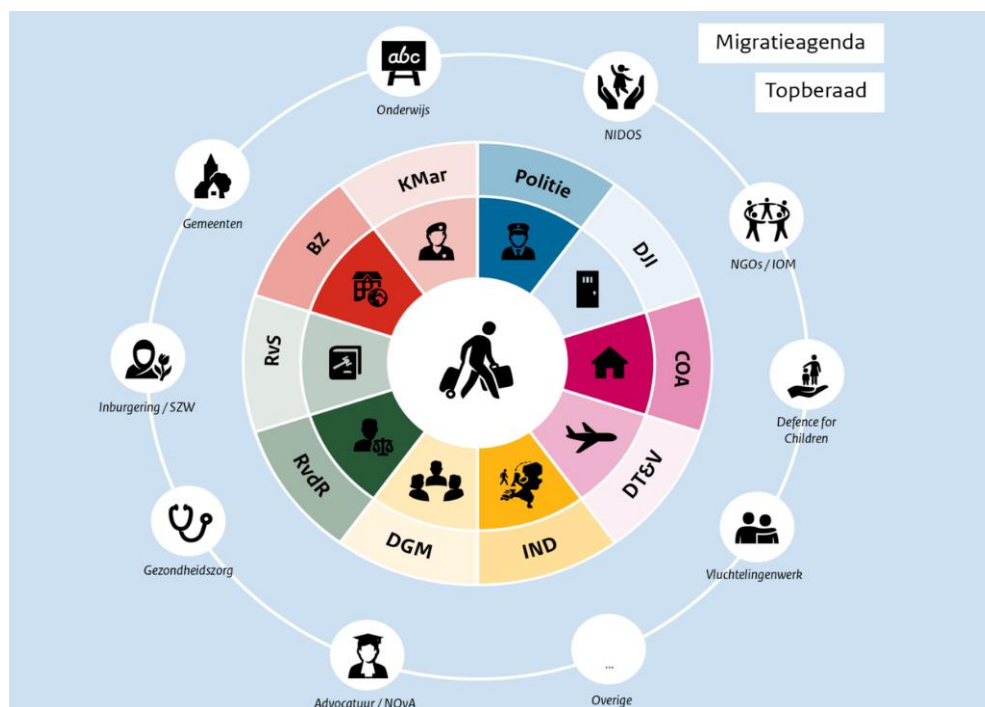 Migratieagenda
Topberaad
abc
Onderwijs
NIDOS
Gemeenten
NGOs / IOM
Inburgering / SZW
Defence for
Children
Gezondheidszorg
Vluchtelingenwerk
Advocatuur / NOvA
...
Overige
KMar
Politie
BZ
DJI
RvS
COA
RvdR
DT&V
DGM
IND